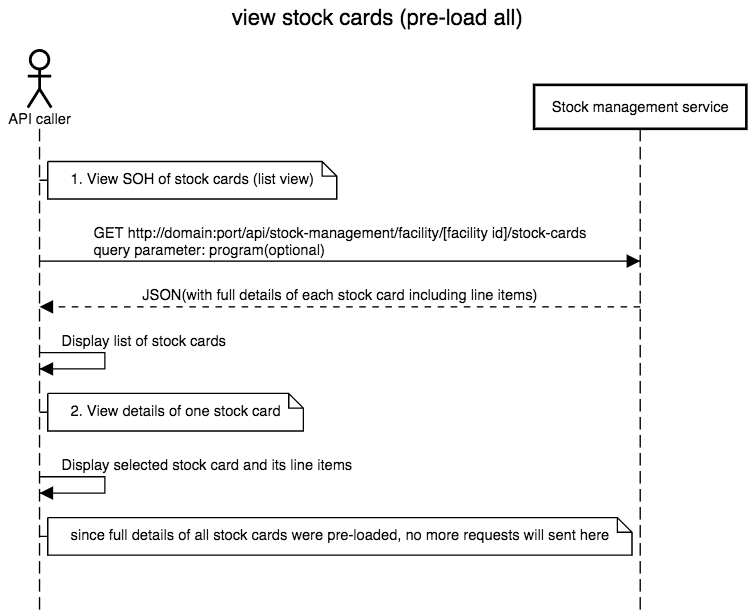 view stock cards (pre-load all)
API caller
Stock management service
1. View SOH of stock cards (list view)
GET http://domain:port/api/stock-management/facility/[facility id]/stock-cards
query parameter: program(optional)
JSON(with full details of each stock card including line items)
Display list of stock cards
2. View details of one stock card
Display selected stock card and its line items
since full details of all stock cards were pre-loaded, no more requests will sent here